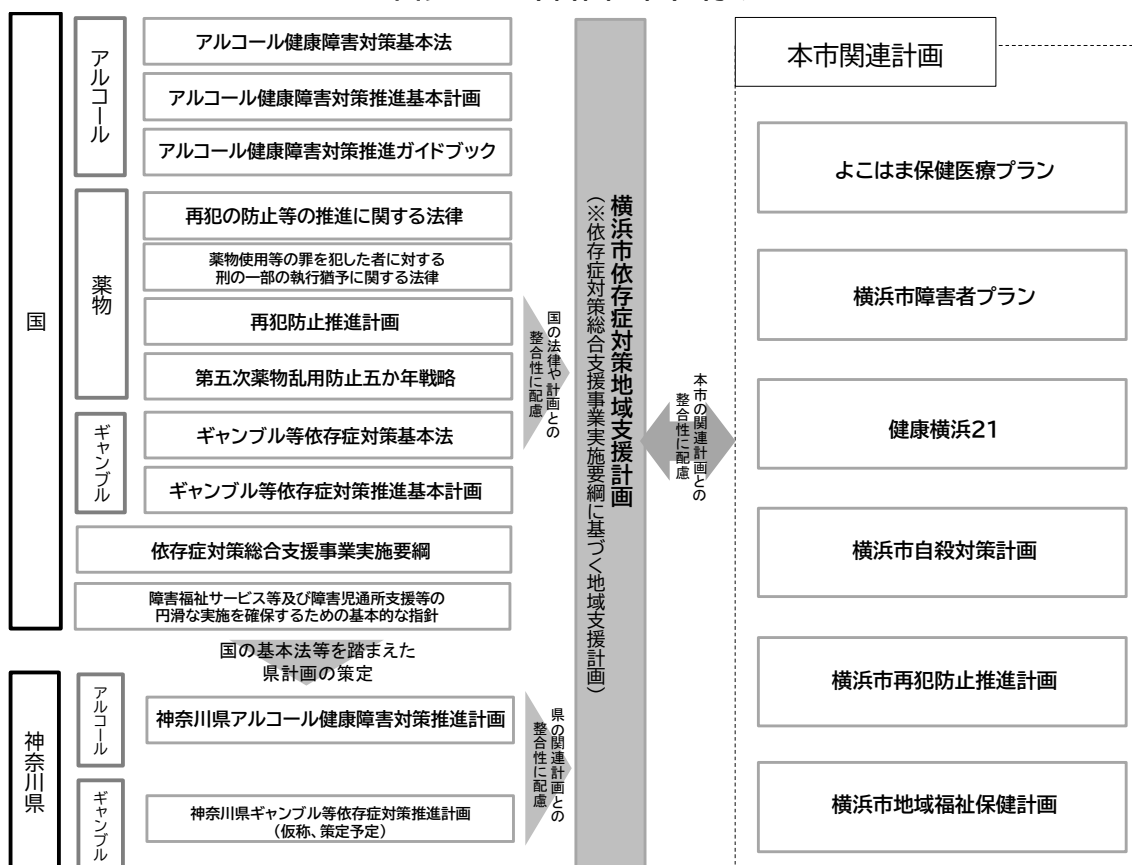 国
アルコール
アルコール健康障害対策基本法
アルコール健康障害対策推進基本計画
アルコール健康障害対策推進ガイドブック
薬物
再犯の防止等の推進に関する法律
薬物使用等の罪を犯した者に対する
刑の一部の執行猶予に関する法律
再犯防止推進計画
第五次薬物乱用防止五か年戦略
ギャンブル
ギャンブル等依存症対策基本法
ギャンブル等依存症対策推進基本計画
依存症対策総合支援事業実施要綱
障害福祉サービス等及び障害児通所支援等の
円滑な実施を確保するための基本的な指針
国の基本法等を踏まえた
県計画の策定
神奈川県
アルコール
神奈川県アルコール健康障害対策推進計画
ギャンブル
神奈川県ギャンブル等依存症対策推進計画
(仮称、策定予定)
国の法律や計画との
整合性に配慮
県の関連計画との
整合性に配慮
横浜市依存症対策地域支援計画
(※依存症対策総合支援事業実施要綱に基づく地域支援計画)
本市の関連計画との
整合性に配慮
本市関連計画
よこはま保健医療プラン
横浜市障害者プラン
健康横浜21
横浜市自殺対策計画
横浜市再犯防止推進計画
横浜市地域福祉保健計画